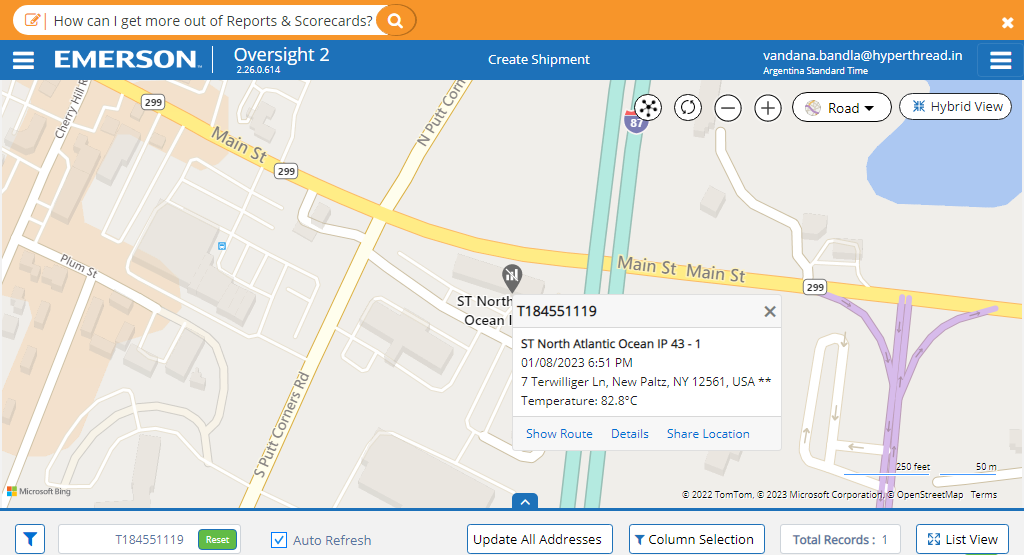 How can I get more out of Reports & Scorecards?
EMERSON
Oversight 2
2.26.0.614
Create Shipment
vandana.bandla@hyperthread.in
Argentina Standard Time
Cherry Hill R
299
Main St
N Putt Corn
87
Road
Hybrid View
299
Plum St
Main St Main St
299
ST North
Ocean I
T184551119
ST North Atlantic Ocean IP 43 - 1
01/08/2023 6:51 PM
7 Terwilliger Ln, New Paltz, NY 12561, USA **
Temperature: 82.8°C
Show Route Details Share Location
S Putt Corners Rd
250 feet 50 m
Microsoft Bing
© 2022 TomTom, © 2023 Microsoft Corporation, © OpenStreetMap Terms
T184551119 Reset Auto Refresh Update All Addresses Column Selection Total Records : 1 List View